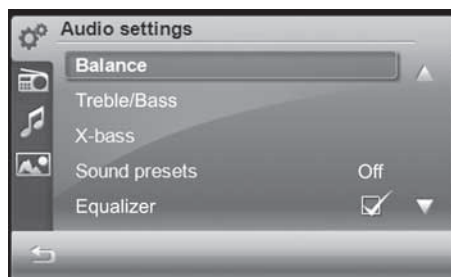 Audio settings
Balance
Treble/Bass
X-bass
Sound presets Off
Equalizer